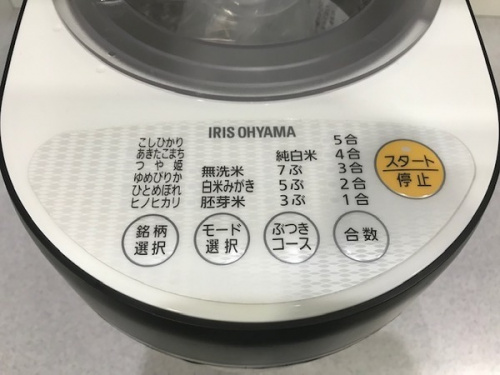 IRIS OHYAMA
こしひかり
あきたこまち
つや姫
ゆめぴりか
ひとめぼれ
ヒノヒカリ
無洗米
白米みがき
胚芽米
純白米
7ぶ
5ぶ
3ぶ
5合
4合
3合
2合
1合
スタート
停止
銘柄
選択
モード
選択
ぶつき
コース
合数